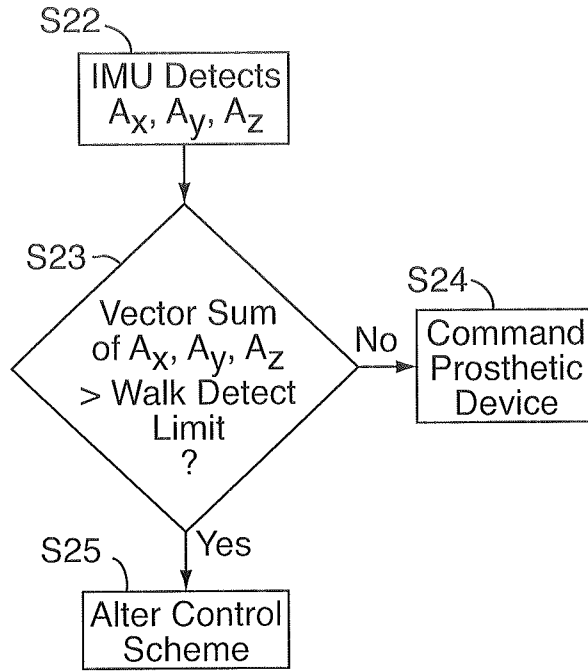 S22
IMU Detects
Ax, Ay, Az
S23
Vector Sum
of Ax, Ay, Az
> Walk Detect
Limit
?
No
S24
Command
Prosthetic
Device
Yes
S25
Alter Control
Scheme